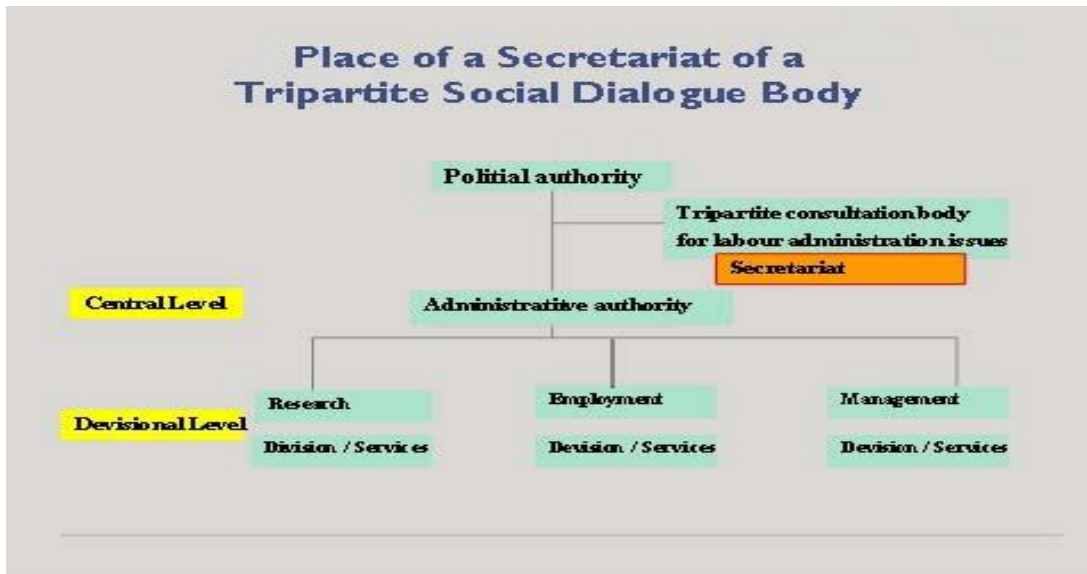 Place of a Secretariat of a
Tripartite Social Dialogue Body
Politial authority
Tripartite consultation body
for labour administration issues
Secretariat
Central Level
Administratitve authority
Research
Employment
Management
Devisional Level
Division / Services
Devision / Services
Devision / Services